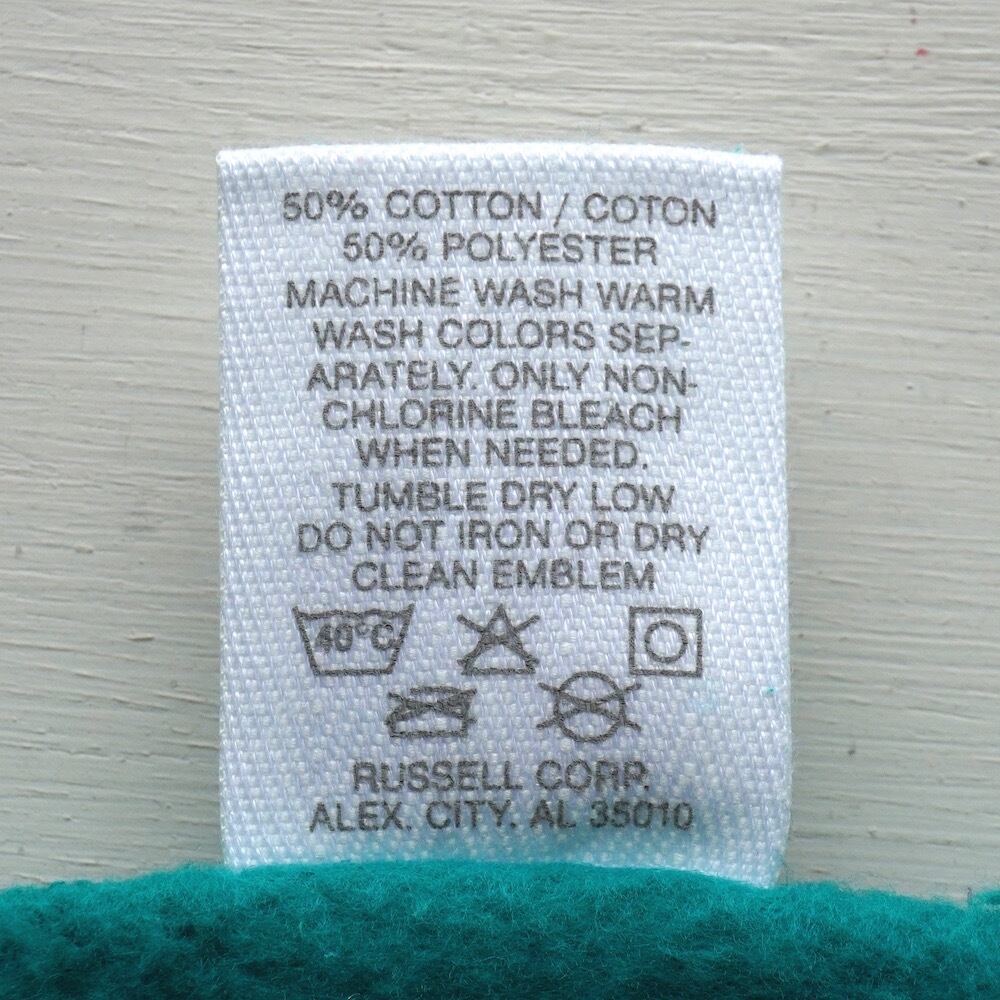 50% COTTON / COTON
50% POLYESTER
MACHINE WASH WARM
WASH COLORS SEP-
ARATELY. ONLY NON-
CHLORINE BLEACH
WHEN NEEDED.
TUMBLE DRY LOW
DO NOT IRON OR DRY
CLEAN EMBLEM
40°C
RUSSELL CORP.
ALEX. CITY. AL 35010